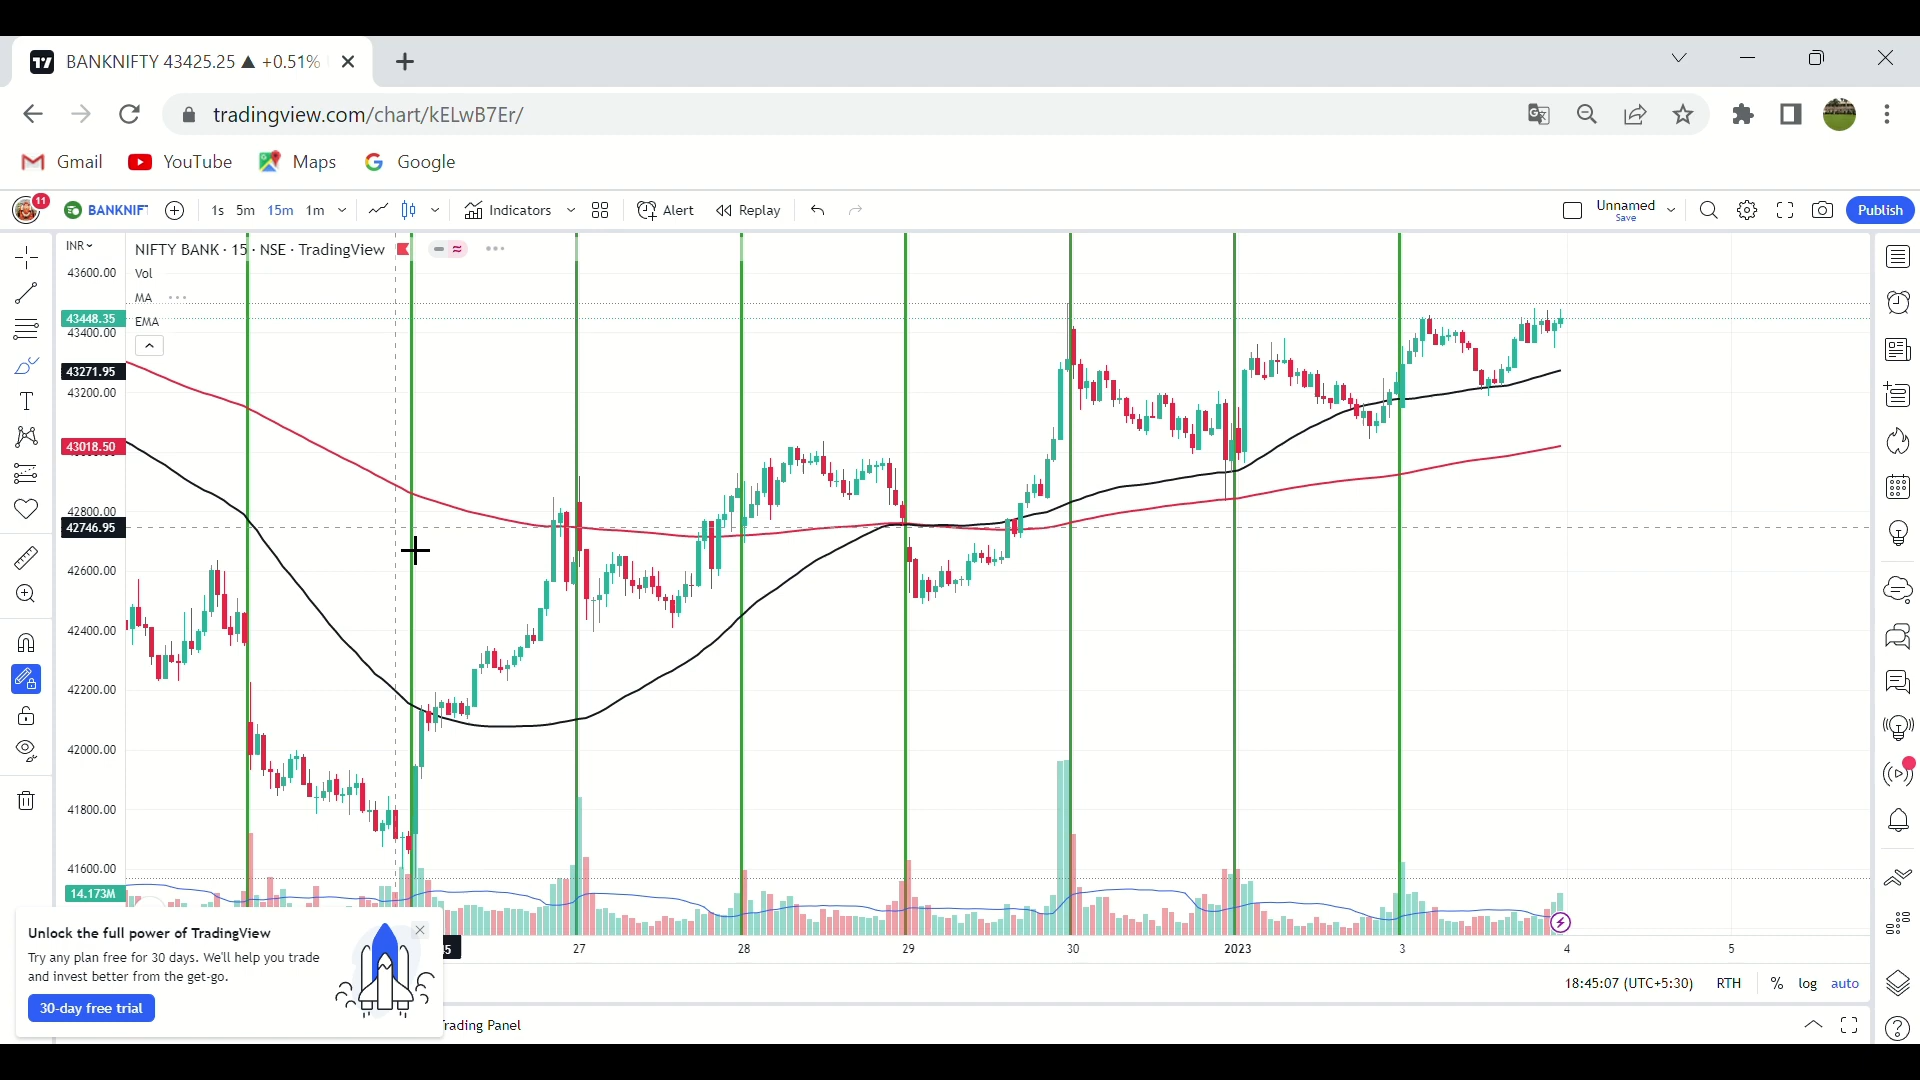 BANKNIFTY 43425.25 ▲ +0.51%
tradingview.com/chart/kELwB7Er/
Gmail YouTube Maps Google
11 BANKNIF 1s 5m 15m 1m Indicators Alert Replay Unnamed Save Publish
INR NIFTY BANK · 15 · NSE · TradingView
Vol
MA
EMA
43600.00
43448.35
43400.00
43271.95
43200.00
43018.50
42800.00
42746.95
42600.00
42400.00
42200.00
42000.00
41800.00
41600.00
14.173M
27 28 29 30 2023 3 4 5
Unlock the full power of TradingView
Try any plan free for 30 days. We'll help you trade
and invest better from the get-go.
30-day free trial
18:45:07 (UTC+5:30) RTH % log auto
rading Panel